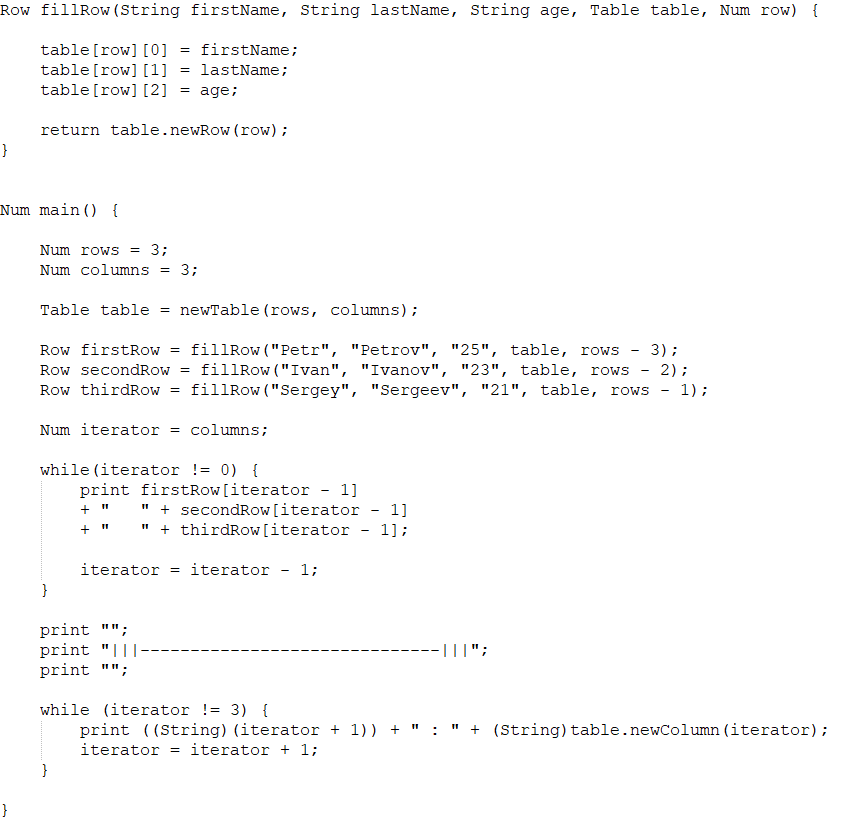 Row fillRow(String firstName, String lastName, String age, Table table, Num row) {
    table[row][0] = firstName;
    table[row][1] = lastName;
    table[row][2] = age;
    return table.newRow(row);
}
Num main() {
    Num rows = 3;
    Num columns = 3;
    Table table = newTable(rows, columns);
    Row firstRow = fillRow("Petr", "Petrov", "25", table, rows - 3);
    Row secondRow = fillRow("Ivan", "Ivanov", "23", table, rows - 2);
    Row thirdRow = fillRow("Sergey", "Sergeev", "21", table, rows - 1);
    Num iterator = columns;
    while(iterator != 0) {
        print firstRow[iterator - 1]
        + "   " + secondRow[iterator - 1]
        + "   " + thirdRow[iterator - 1];
        iterator = iterator - 1;
    }
    print "";
    print "|||------------------------------|||";
    print "";
    while (iterator != 3) {
        print ((String)(iterator + 1)) + " : " + (String)table.newColumn(iterator);
        iterator = iterator + 1;
    }
}